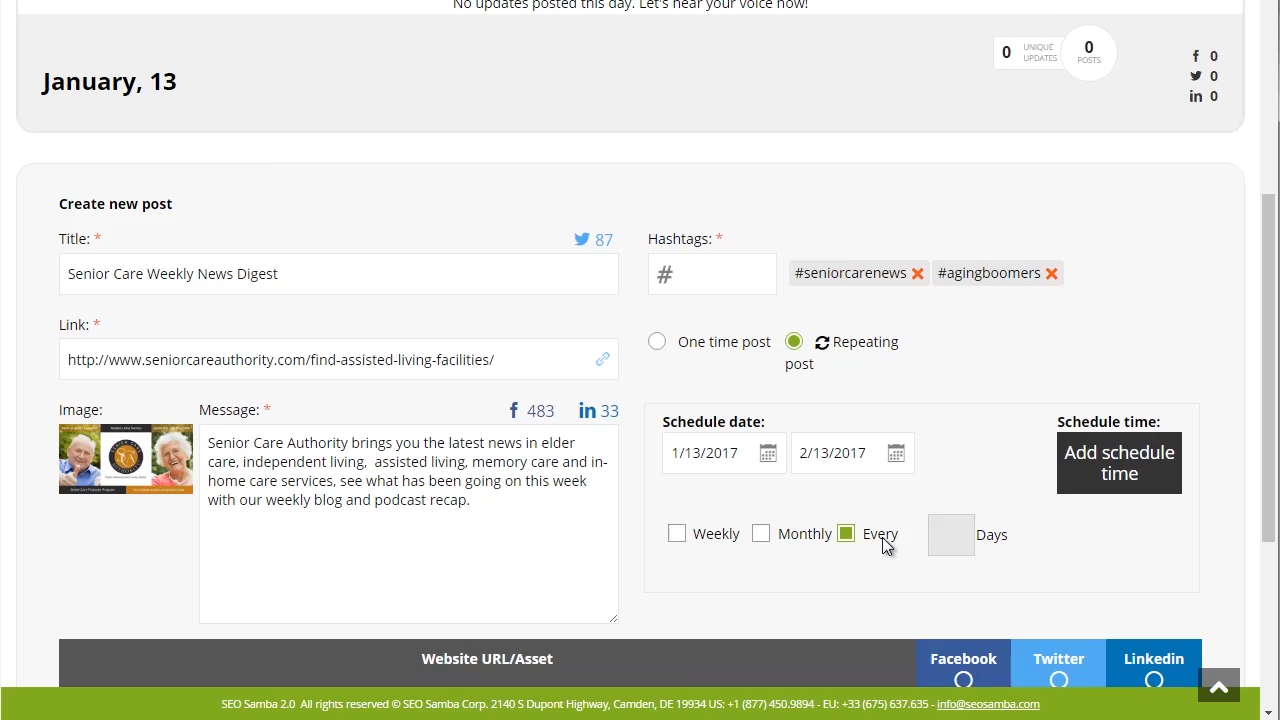 No updates posted this day. Let's hear your voice now!
January, 13
0 UNIQUE UPDATES
0 POSTS
0
0
0
Create new post
Title: *
87
Hashtags: *
Senior Care Weekly News Digest
#
#seniorcarenews
#agingboomers
Link: *
http://www.seniorcareauthority.com/find-assisted-living-facilities/
One time post
Repeating
post
Image:
Message: *
483
33
Senior Care Authority brings you the latest news in elder
care, independent living,  assisted living, memory care and in-
home care services, see what has been going on this week
with our weekly blog and podcast recap.
Schedule date:
Schedule time:
1/13/2017
2/13/2017
Add schedule
time
Weekly
Monthly
Every
Days
Website URL/Asset
Facebook
Twitter
Linkedin
SEO Samba 2.0  All rights reserved © SEO Samba Corp. 2140 S Dupont Highway, Camden, DE 19934 US: +1 (877) 450.9894 - EU: +33 (675) 637.635 - info@seosamba.com